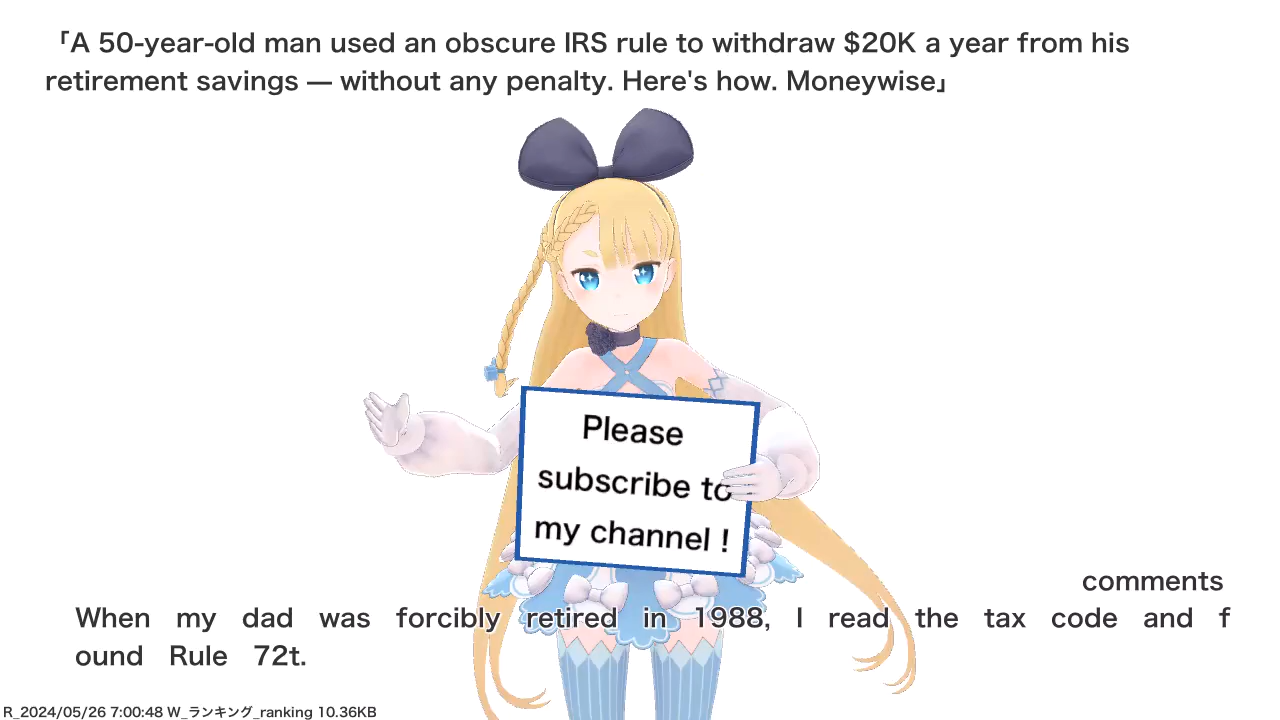 「A 50-year-old man used an obscure IRS rule to withdraw $20K a year from his
retirement savings — without any penalty. Here's how. Moneywise」
Please
subscribe to
my channel !
comments
When my dad was forcibly retired in 1988, I read the tax code and f
ound Rule 72t.
R_2024/05/26 7:00:48 W_ランキング_ranking 10.36KB